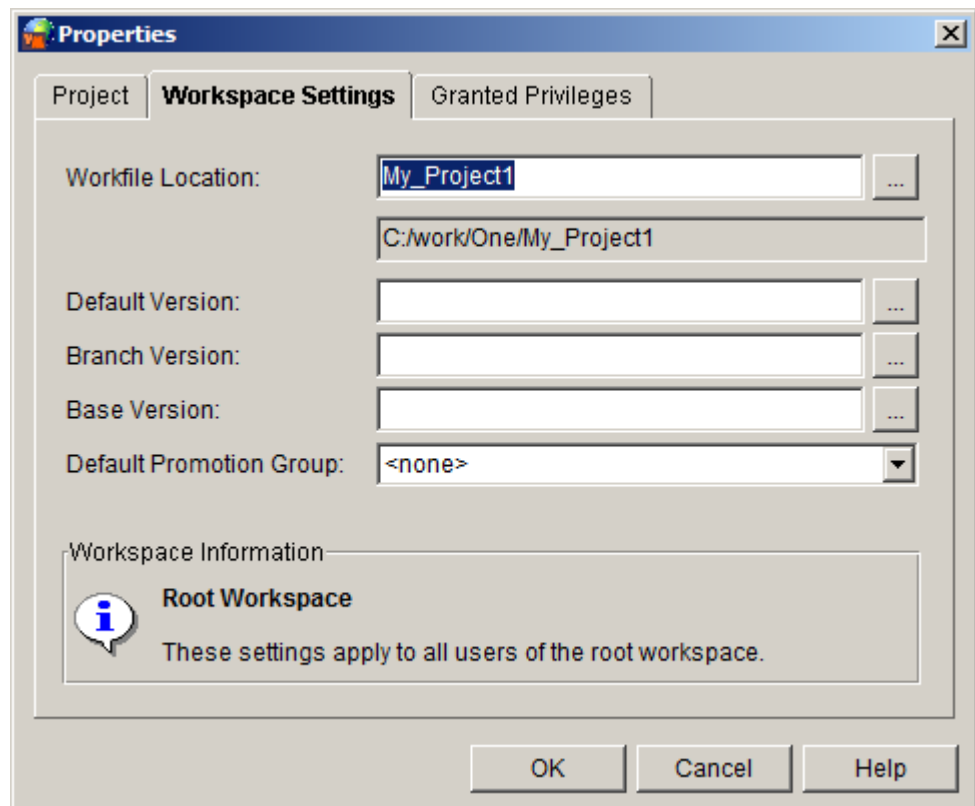 Properties
Project Workspace Settings Granted Privileges
Workfile Location: My_Project1 ...
C:/work/One/My_Project1
Default Version: ...
Branch Version: ...
Base Version: ...
Default Promotion Group: <none>
Workspace Information
Root Workspace
These settings apply to all users of the root workspace.
OK Cancel Help